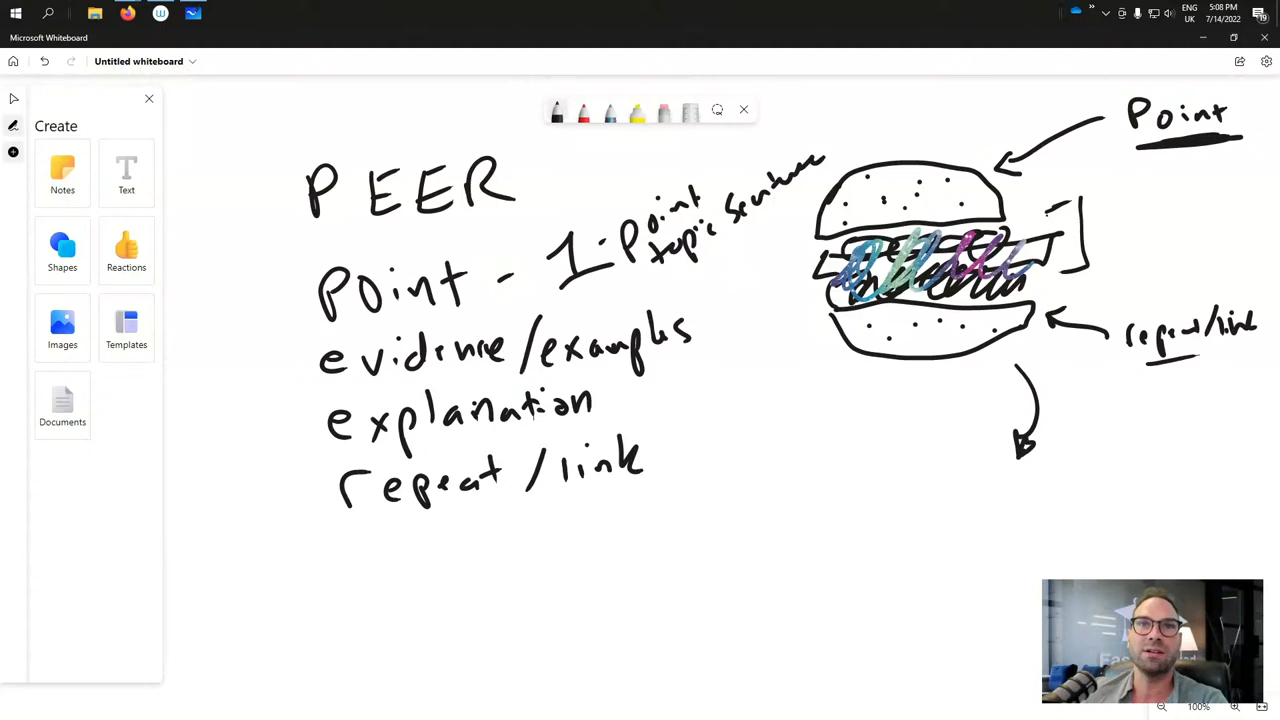 5:08 PM
7/14/2022
ENG
UK
19
Microsoft Whiteboard
Untitled whiteboard
Create
Notes
Text
Shapes
Reactions
Images
Templates
Documents
PEER
Point - 1 - Point
topic sentence
evidence/examples
explanation
repeat/link
Point
repeat/link
100%